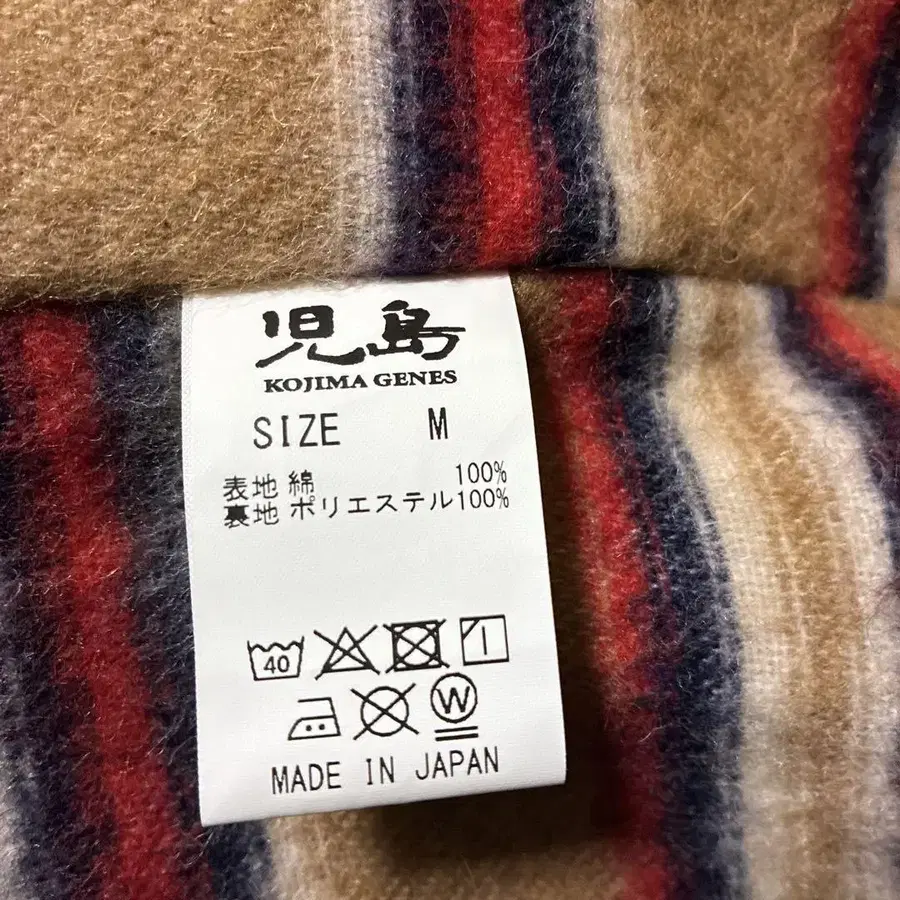 児島
KOJIMA GENES
SIZE M
表地 綿 100%
裏地 ポリエステル100%
40
W
MADE IN JAPAN